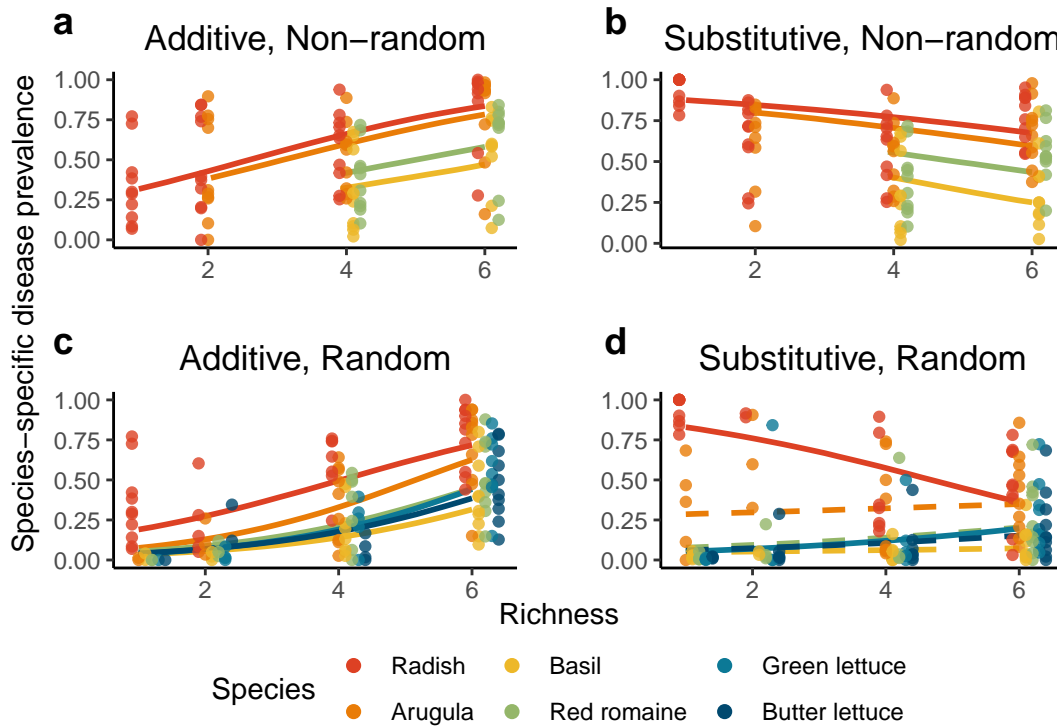 a
Additive, Non−random
b
Substitutive, Non−random
Species−specific disease prevalence
1.00
0.75
0.50
0.25
0.00
2
4
6
1.00
0.75
0.50
0.25
0.00
2
4
6
c
Additive, Random
d
Substitutive, Random
1.00
0.75
0.50
0.25
0.00
2
4
6
1.00
0.75
0.50
0.25
0.00
2
4
6
Richness
Species
Radish
Basil
Green lettuce
Arugula
Red romaine
Butter lettuce